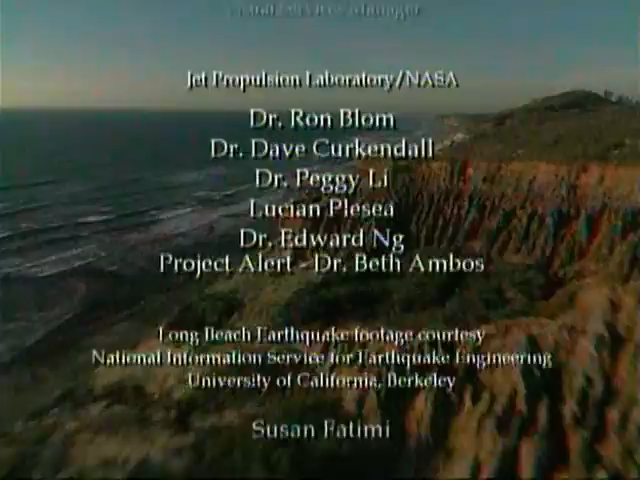 Jet Propulsion Laboratory/NASA
Dr. Ron Blom
Dr. Dave Curkendall
Dr. Peggy Li
Lucian Plesea
Dr. Edward Ng
Project Alert - Dr. Beth Ambos
Long Beach Earthquake footage courtesy
National Information Service for Earthquake Engineering
University of California, Berkeley
Susan Fatimi